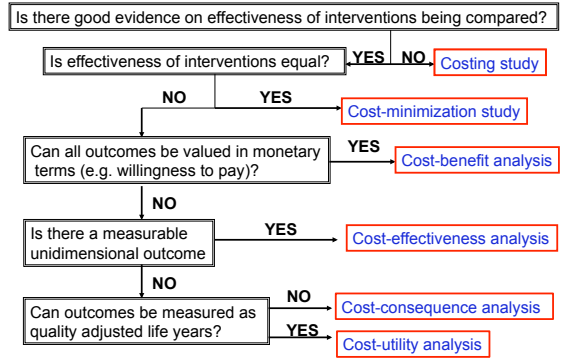 Is there good evidence on effectiveness of interventions being compared?
YES
NO
Is effectiveness of interventions equal?
Costing study
NO
YES
Cost-minimization study
Can all outcomes be valued in monetary
terms (e.g. willingness to pay)?
YES
Cost-benefit analysis
NO
Is there a measurable
unidimensional outcome
YES
Cost-effectiveness analysis
NO
Can outcomes be measured as
quality adjusted life years?
NO
Cost-consequence analysis
YES
Cost-utility analysis